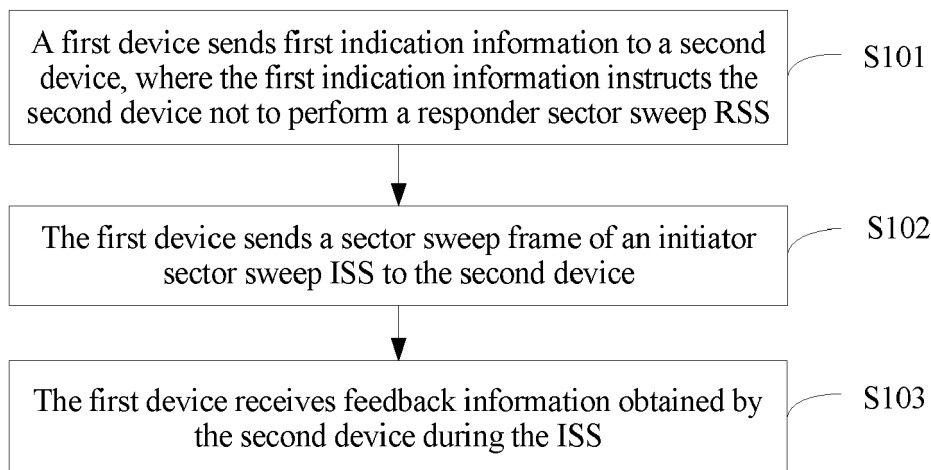 A first device sends first indication information to a second
device, where the first indication information instructs the
second device not to perform a responder sector sweep RSS
S101
The first device sends a sector sweep frame of an initiator
sector sweep ISS to the second device
S102
The first device receives feedback information obtained by
the second device during the ISS
S103